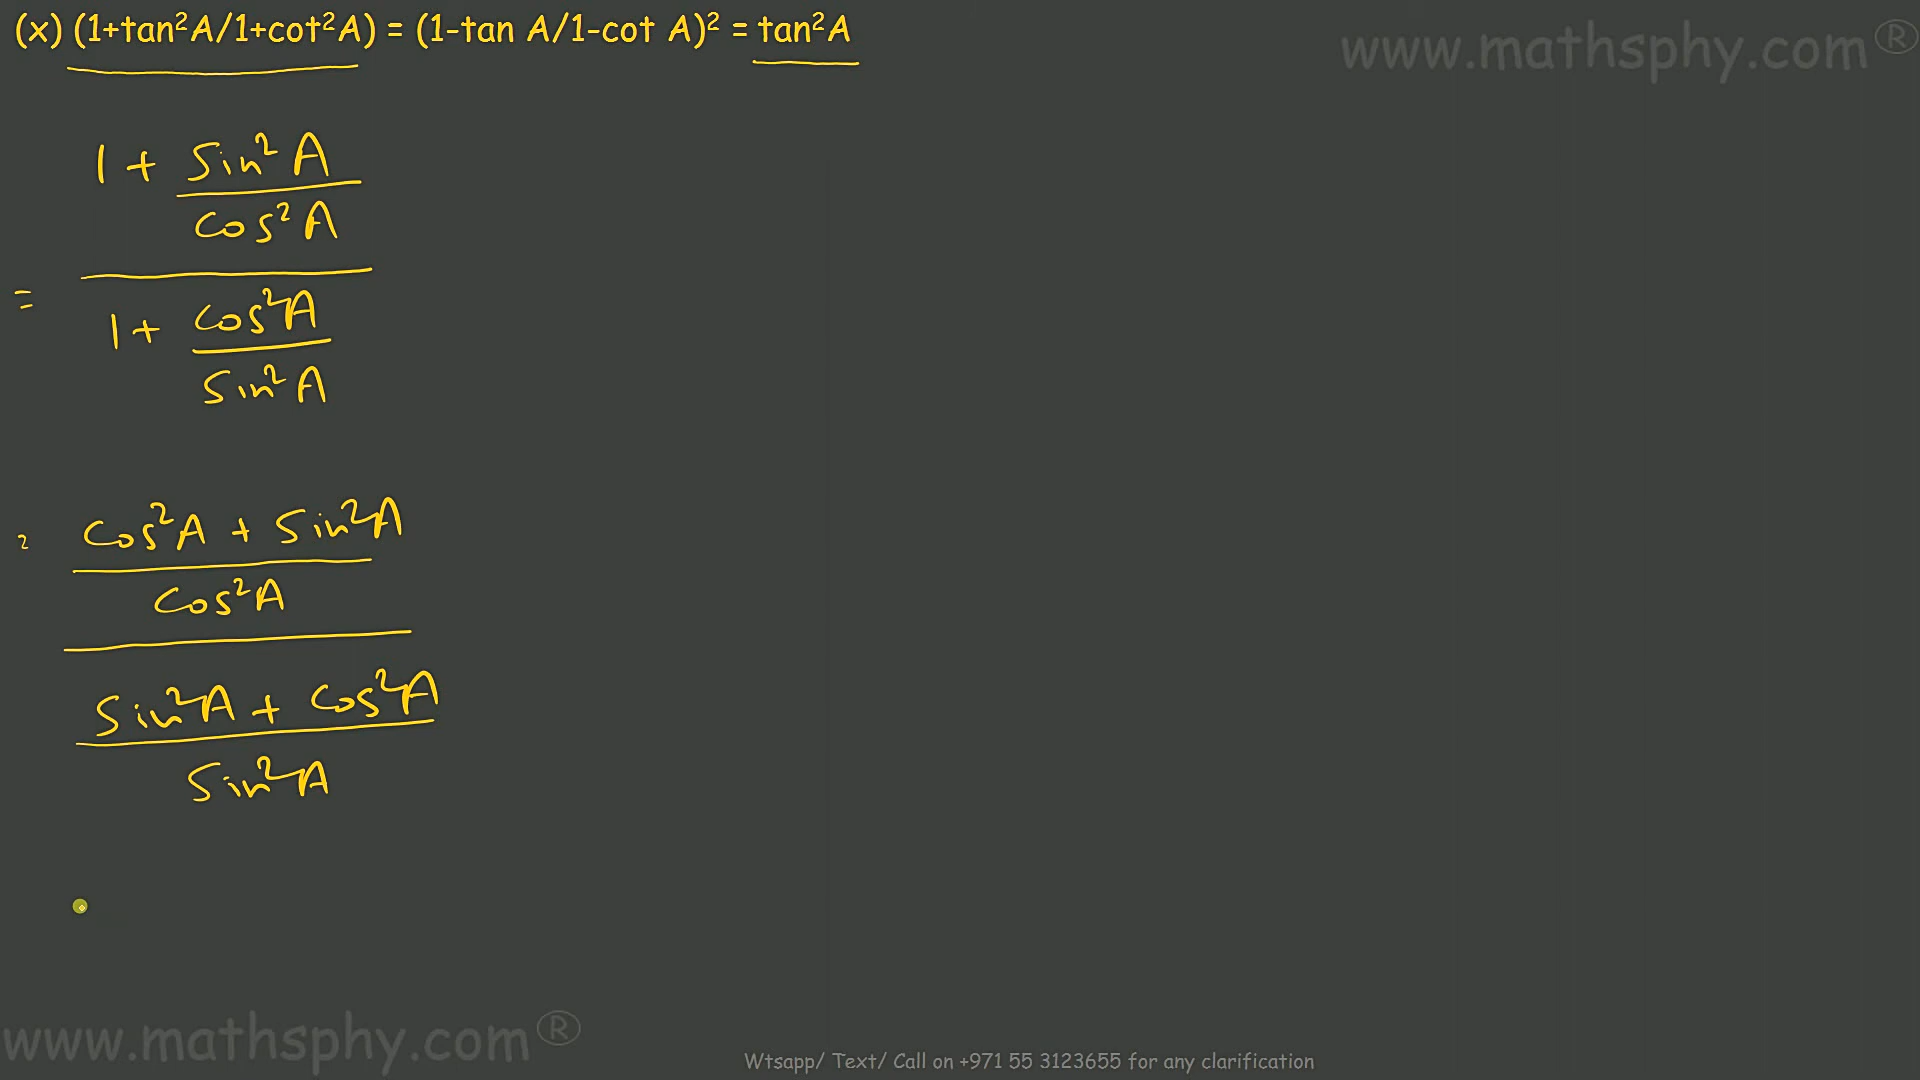 (x) (1+tan²A/1+cot²A) = (1-tan A/1-cot A)² = tan²A
www.mathsphy.com®
1 + Sin²A
Cos²A
=
1 + Cos²A
Sin²A
=
Cos²A + Sin²A
Cos²A
Sin²A + Cos²A
Sin²A
www.mathsphy.com®
Wtsapp/ Text/ Call on +971 55 3123655 for any clarification